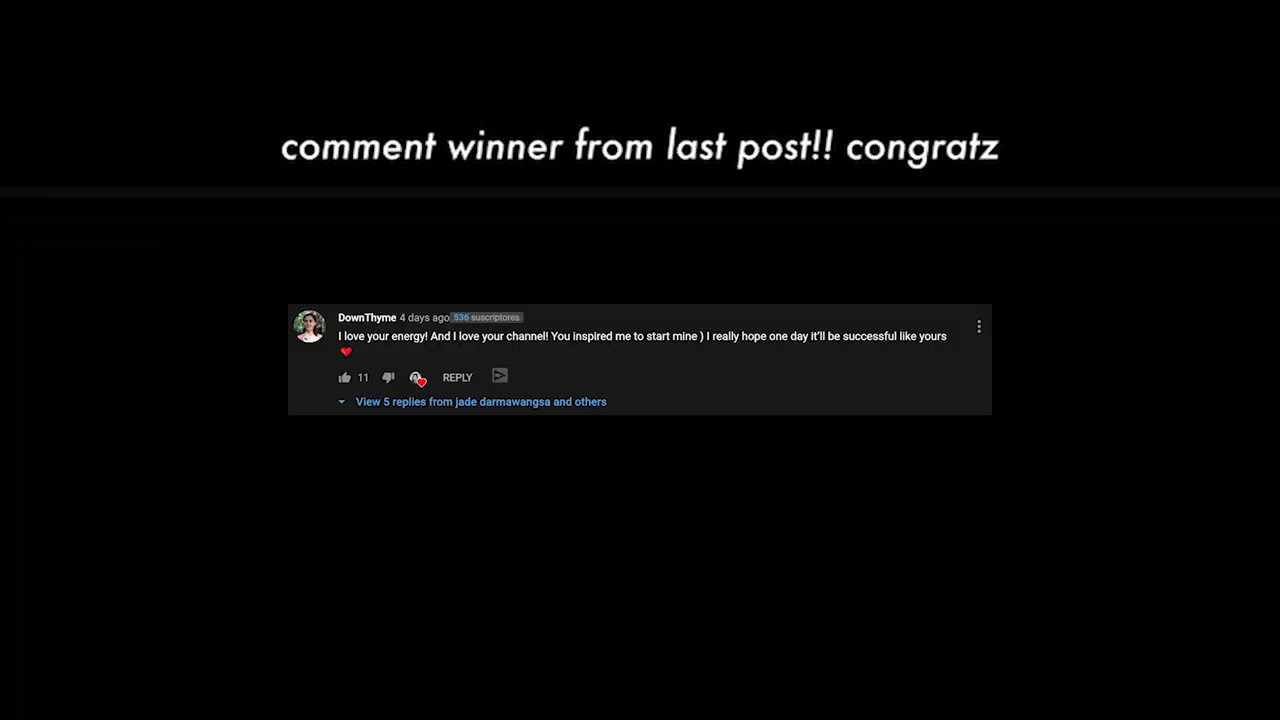 comment winner from last post!! congratz
DownThyme 4 days ago 536 suscriptores
I love your energy! And I love your channel! You inspired me to start mine ) I really hope one day it'll be successful like yours
❤
11 REPLY
View 5 replies from jade darmawangsa and others